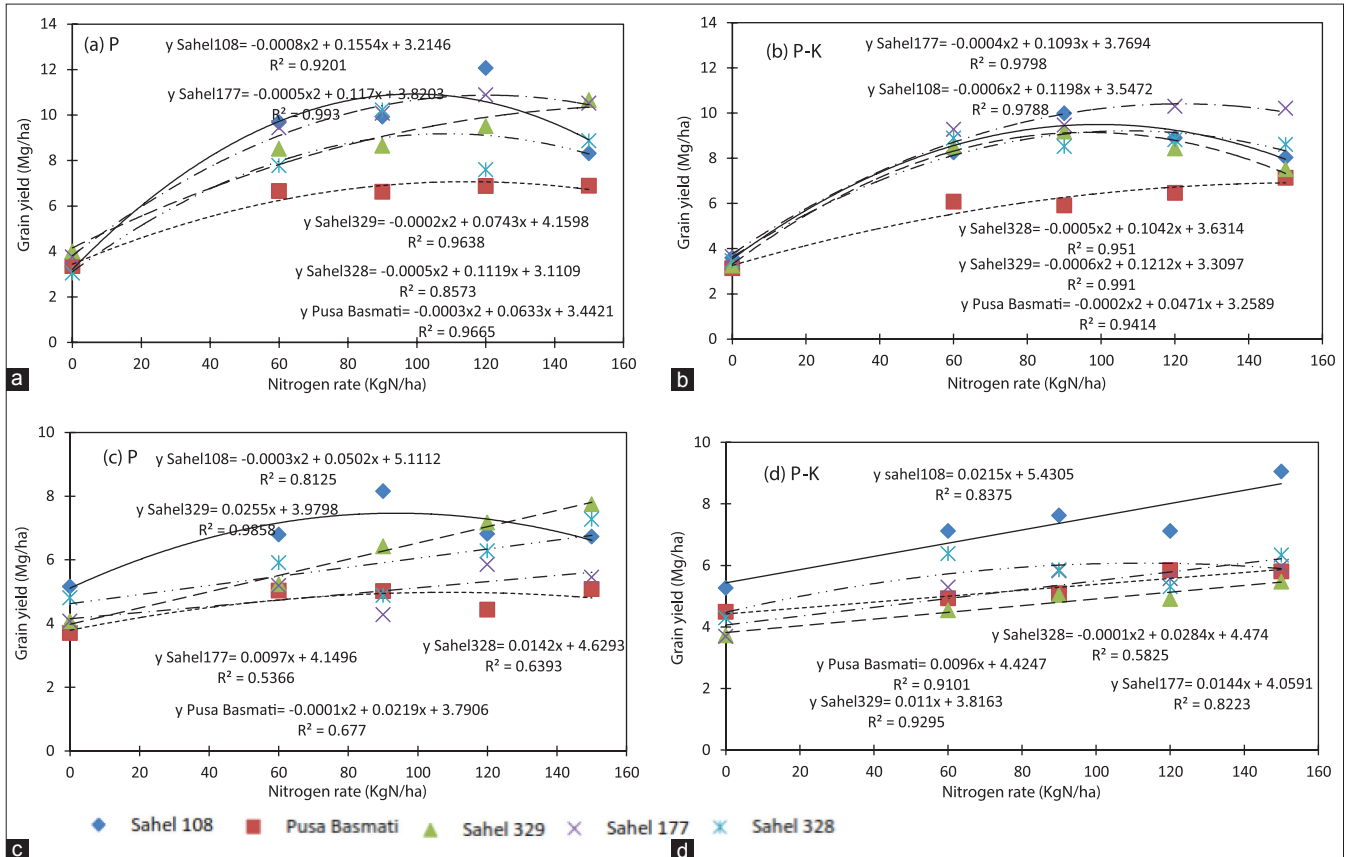 (a) P
y Sahel108= -0.0008x2 + 0.1554x + 3.2146
R² = 0.9201
y Sahel177= -0.0005x2 + 0.117x + 3.8203
R² = 0.993
y Sahel329= -0.0002x2 + 0.0743x + 4.1598
R² = 0.9638
y Sahel328= -0.0005x2 + 0.1119x + 3.1109
R² = 0.8573
y Pusa Basmati= -0.0003x2 + 0.0633x + 3.4421
R² = 0.9665
Grain yield (Mg/ha)
14
12
10
8
6
4
2
0
0 20 40 60 80 100 120 140 160
Nitrogen rate (KgN/ha)
a
(b) P-K
y Sahel177= -0.0004x2 + 0.1093x + 3.7694
R² = 0.9798
y Sahel108= -0.0006x2 + 0.1198x + 3.5472
R² = 0.9788
y Sahel328= -0.0005x2 + 0.1042x + 3.6314
R² = 0.951
y Sahel329= -0.0006x2 + 0.1212x + 3.3097
R² = 0.991
y Pusa Basmati= -0.0002x2 + 0.0471x + 3.2589
R² = 0.9414
Grain yield (Mg/ha)
14
12
10
8
6
4
2
0
0 20 40 60 80 100 120 140 160
Nitrogen rate (KgN/ha)
b
(c) P
y Sahel108= -0.0003x2 + 0.0502x + 5.1112
R² = 0.8125
y Sahel329= 0.0255x + 3.9798
R² = 0.9858
y Sahel328= 0.0142x + 4.6293
R² = 0.6393
y Sahel177= 0.0097x + 4.1496
R² = 0.5366
y Pusa Basmati= -0.0001x2 + 0.0219x + 3.7906
R² = 0.677
Grain yield (Mg/ha)
10
8
6
4
2
0
0 20 40 60 80 100 120 140 160
Nitrogen rate (KgN/ha)
(d) P-K
y sahel108= 0.0215x + 5.4305
R² = 0.8375
y Sahel328= -0.0001x2 + 0.0284x + 4.474
R² = 0.5825
y Pusa Basmati= 0.0096x + 4.4247
R² = 0.9101
y Sahel177= 0.0144x + 4.0591
R² = 0.8223
y Sahel329= 0.011x + 3.8163
R² = 0.9295
Grain yield (Mg/ha)
10
8
6
4
2
0
0 20 40 60 80 100 120 140 160
Nitrogen rate (KgN/ha)
Sahel 108 Pusa Basmati Sahel 329 Sahel 177 Sahel 328
c
d